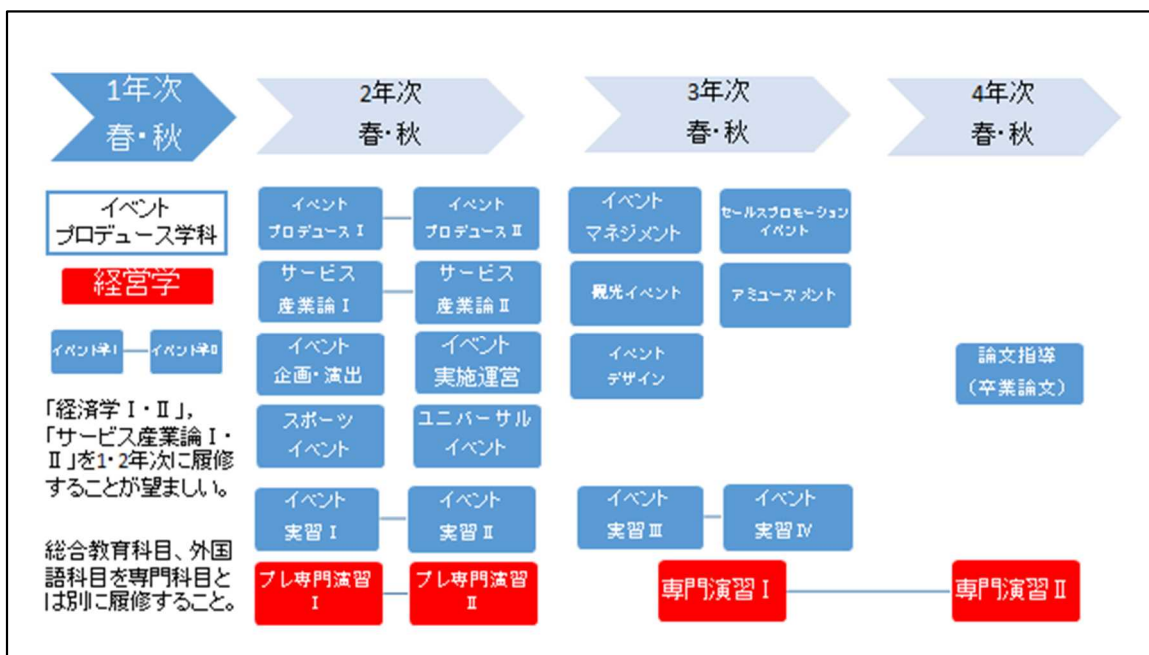 1年次
春・秋
2年次
春・秋
3年次
春・秋
4年次
春・秋
イベント
プロデュース学科
経営学
イベント学Ⅰ
イベント学Ⅱ
「経済学Ⅰ・Ⅱ」,
「サービス産業論Ⅰ・
Ⅱ」を1・2年次に履修
することが望ましい。
総合教育科目、外国
語科目を専門科目と
は別に履修すること。
イベント
プロデュースⅠ
イベント
プロデュースⅡ
サービス
産業論Ⅰ
サービス
産業論Ⅱ
イベント
企画・演出
イベント
実施運営
スポーツ
イベント
ユニバーサル
イベント
イベント
実習Ⅰ
イベント
実習Ⅱ
プレ専門演習
Ⅰ
プレ専門演習
Ⅱ
イベント
マネジメント
セールスプロモーション
イベント
観光イベント
アミューズメント
イベント
デザイン
イベント
実習Ⅲ
イベント
実習Ⅳ
専門演習Ⅰ
論文指導
（卒業論文）
専門演習Ⅱ